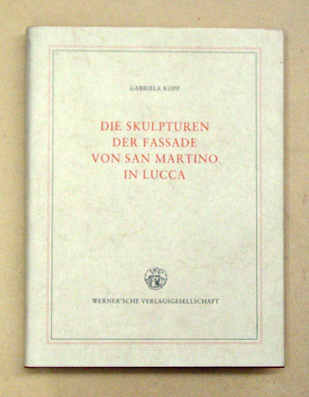 GABRIELE KOPP
DIE SKULPTUREN
DER FASSADE
VON SAN MARTINO
IN LUCCA
WERNER'SCHE VERLAGSGESELLSCHAFT